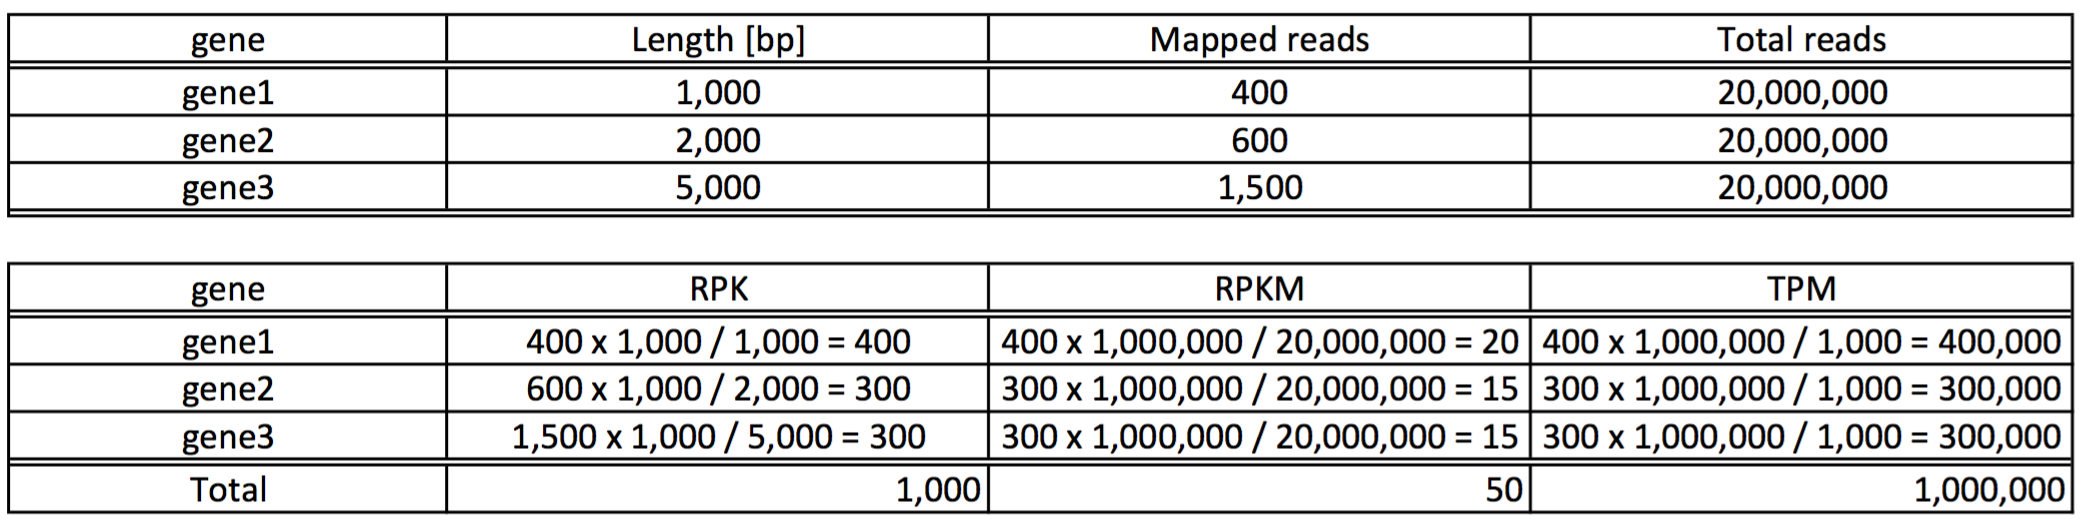 gene Length [bp] Mapped reads Total reads
gene1 1,000 400 20,000,000
gene2 2,000 600 20,000,000
gene3 5,000 1,500 20,000,000
gene RPK RPKM TPM
gene1 400 x 1,000 / 1,000 = 400 400 x 1,000,000 / 20,000,000 = 20 400 x 1,000,000 / 1,000 = 400,000
gene2 600 x 1,000 / 2,000 = 300 300 x 1,000,000 / 20,000,000 = 15 300 x 1,000,000 / 1,000 = 300,000
gene3 1,500 x 1,000 / 5,000 = 300 300 x 1,000,000 / 20,000,000 = 15 300 x 1,000,000 / 1,000 = 300,000
Total 1,000 50 1,000,000